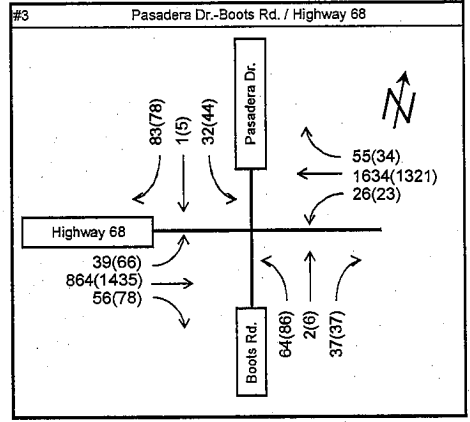 #3 Pasadera Dr.-Boots Rd. / Highway 68
83(78)
1(5)
32(44)
Pasadera Dr.
N
55(34)
1634(1321)
26(23)
Highway 68
39(66)
864(1435)
56(78)
Boots Rd.
64(86)
2(6)
37(37)